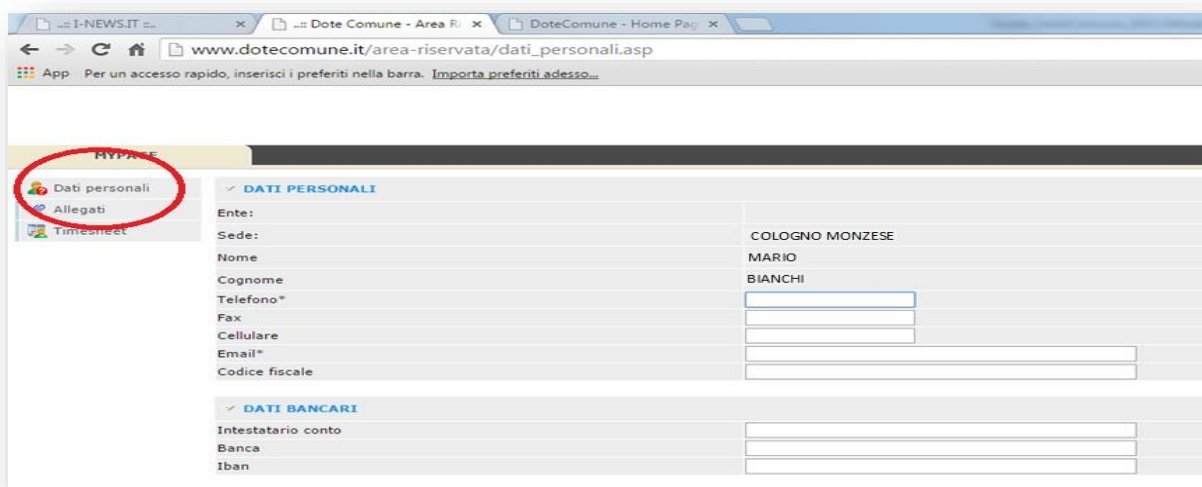 ..:: I-NEWS.IT ::..
..:: Dote Comune - Area R
DoteComune - Home Pag
www.dotecomune.it/area-riservata/dati_personali.asp
App Per un accesso rapido, inserisci i preferiti nella barra. Importa preferiti adesso...
MYPAGE
Dati personali
Allegati
Timesheet
DATI PERSONALI
Ente:
Sede: COLOGNO MONZESE
Nome MARIO
Cognome BIANCHI
Telefono*
Fax
Cellulare
Email*
Codice fiscale
DATI BANCARI
Intestatario conto
Banca
Iban